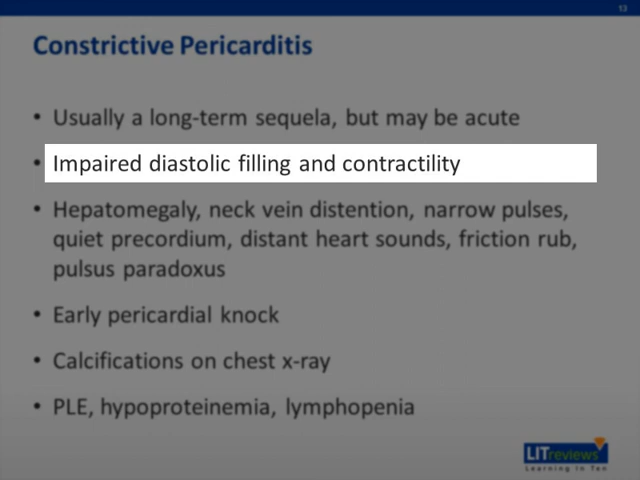 13
Constrictive Pericarditis
• Usually a long-term sequela, but may be acute
• Impaired diastolic filling and contractility
• Hepatomegaly, neck vein distention, narrow pulses,
quiet precordium, distant heart sounds, friction rub,
pulsus paradoxus
• Early pericardial knock
• Calcifications on chest x-ray
• PLE, hypoproteinemia, lymphopenia
LITreviews
Learning In Ten